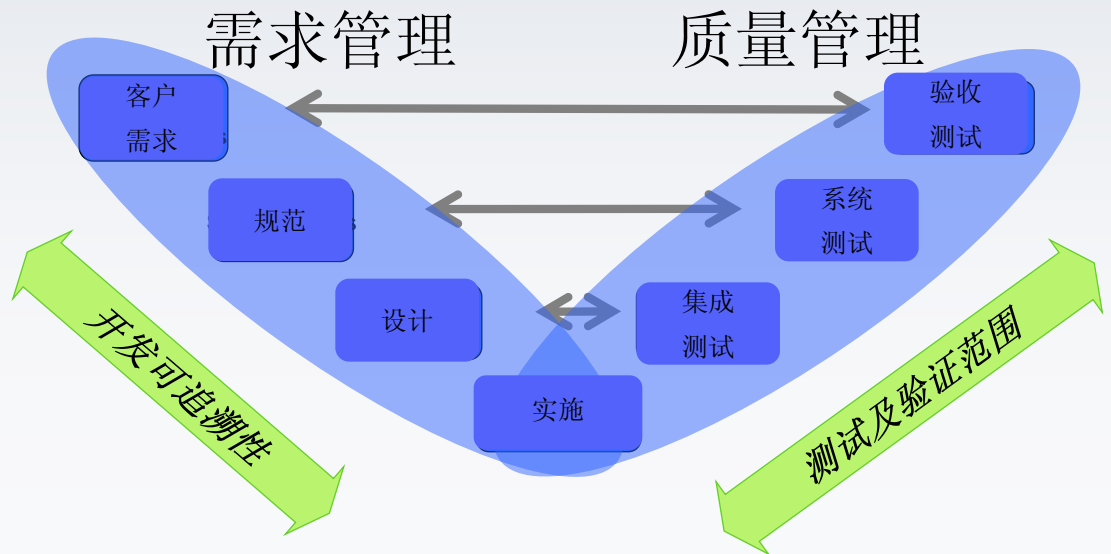 需求管理
质量管理
客户
需求
验收
测试
规范
系统
测试
设计
集成
测试
实施
开发可追溯性
测试及验证范围